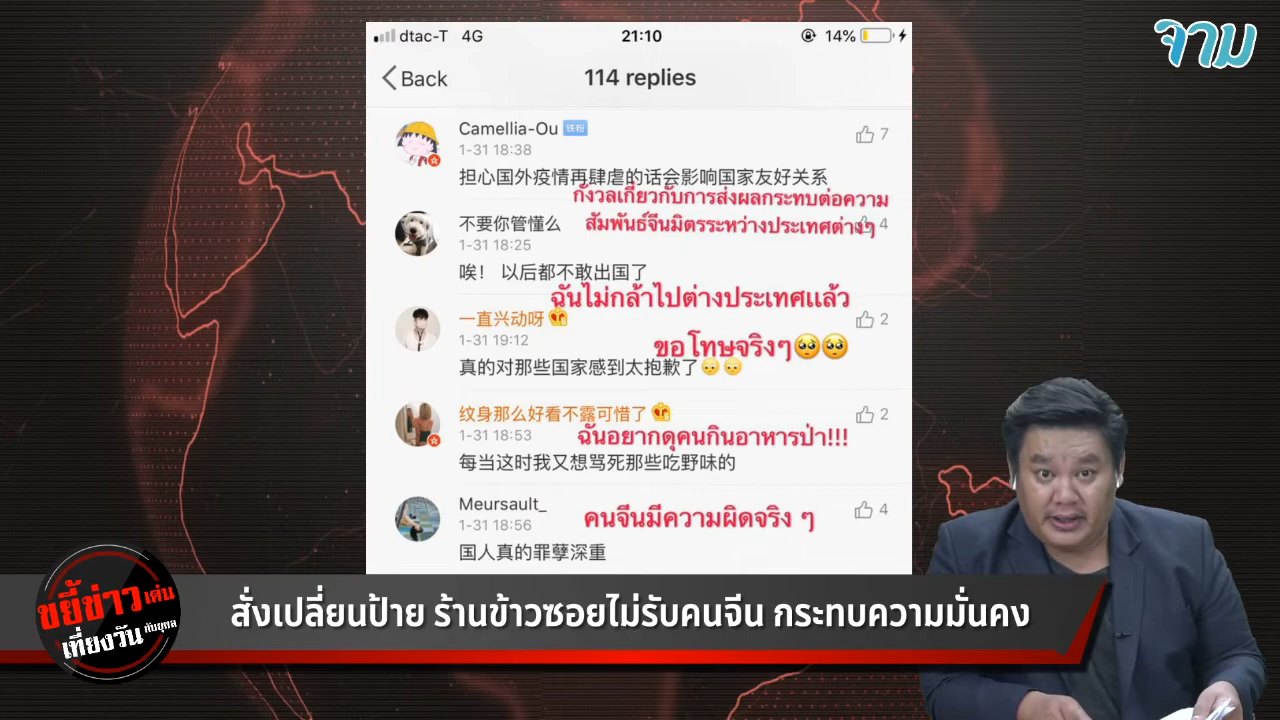 จาม
dtac-T 4G 21:10 14%
Back 114 replies
Camellia-Ou 铁粉 7
1-31 18:38
担心国外疫情再肆虐的话会影响国家友好关系
กังวลเกี่ยวกับการส่งผลกระทบต่อความ
สัมพันธ์จีนมิตรระหว่างประเทศต่างๆ
不要你管懂么 4
1-31 18:25
唉！ 以后都不敢出国了
ฉันไม่กล้าไปต่างประเทศแล้ว
一直兴动呀 2
1-31 19:12
ขอโทษจริงๆ🥺🥺
真的对那些国家感到太抱歉了
纹身那么好看不露可惜了 2
1-31 18:53
ฉันอยากดุคนกินอาหารป่า!!!
每当这时我又想骂死那些吃野味的
Meursault_ 4
1-31 18:56
คนจีนมีความผิดจริง ๆ
国人真的罪孽深重
ขยี้ข่าวเด่น
เที่ยงวัน กับยุคล
สั่งเปลี่ยนป้าย ร้านข้าวซอยไม่รับคนจีน กระทบความมั่นคง